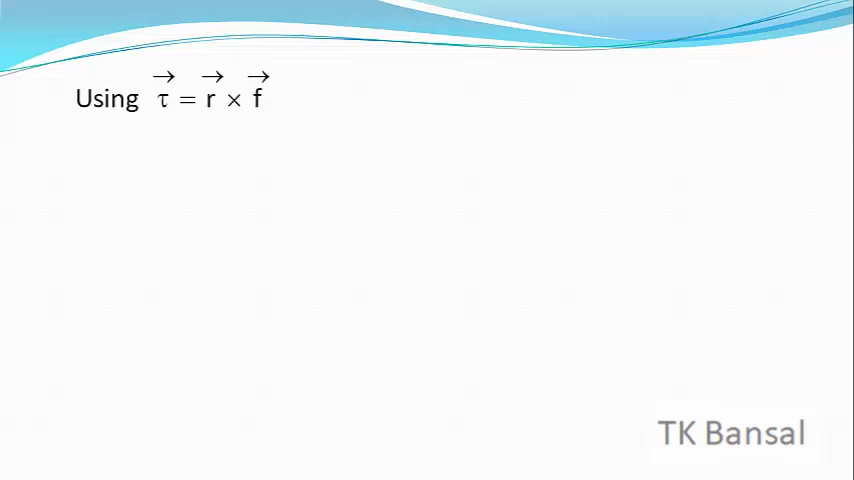 Using τ⃗ = r⃗ × f⃗
TK Bansal